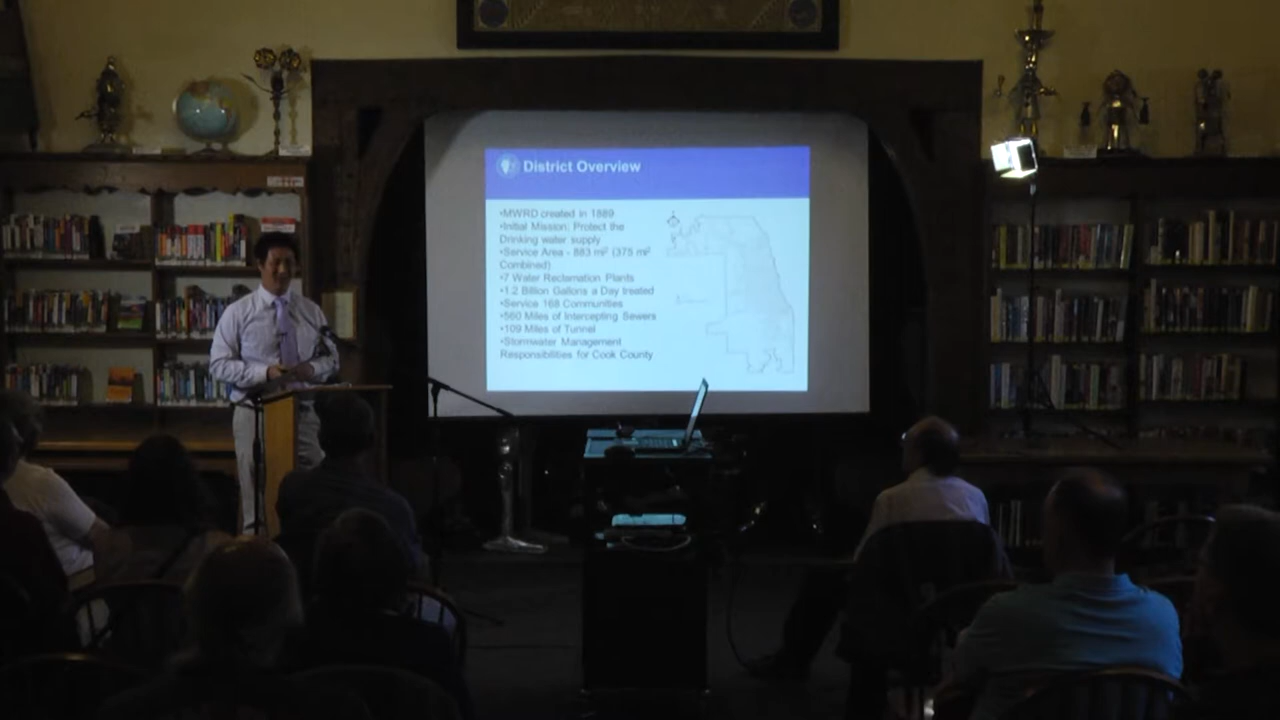 District Overview
•MWRD created in 1889
•Initial Mission: Protect the
Drinking water supply
•Service Area - 883 mi² (375 mi²
Combined)
•7 Water Reclamation Plants
•1.2 Billion Gallons a Day treated
•Service 168 Communities
•560 Miles of Intercepting Sewers
•109 Miles of Tunnel
•Stormwater Management
Responsibilities for Cook County